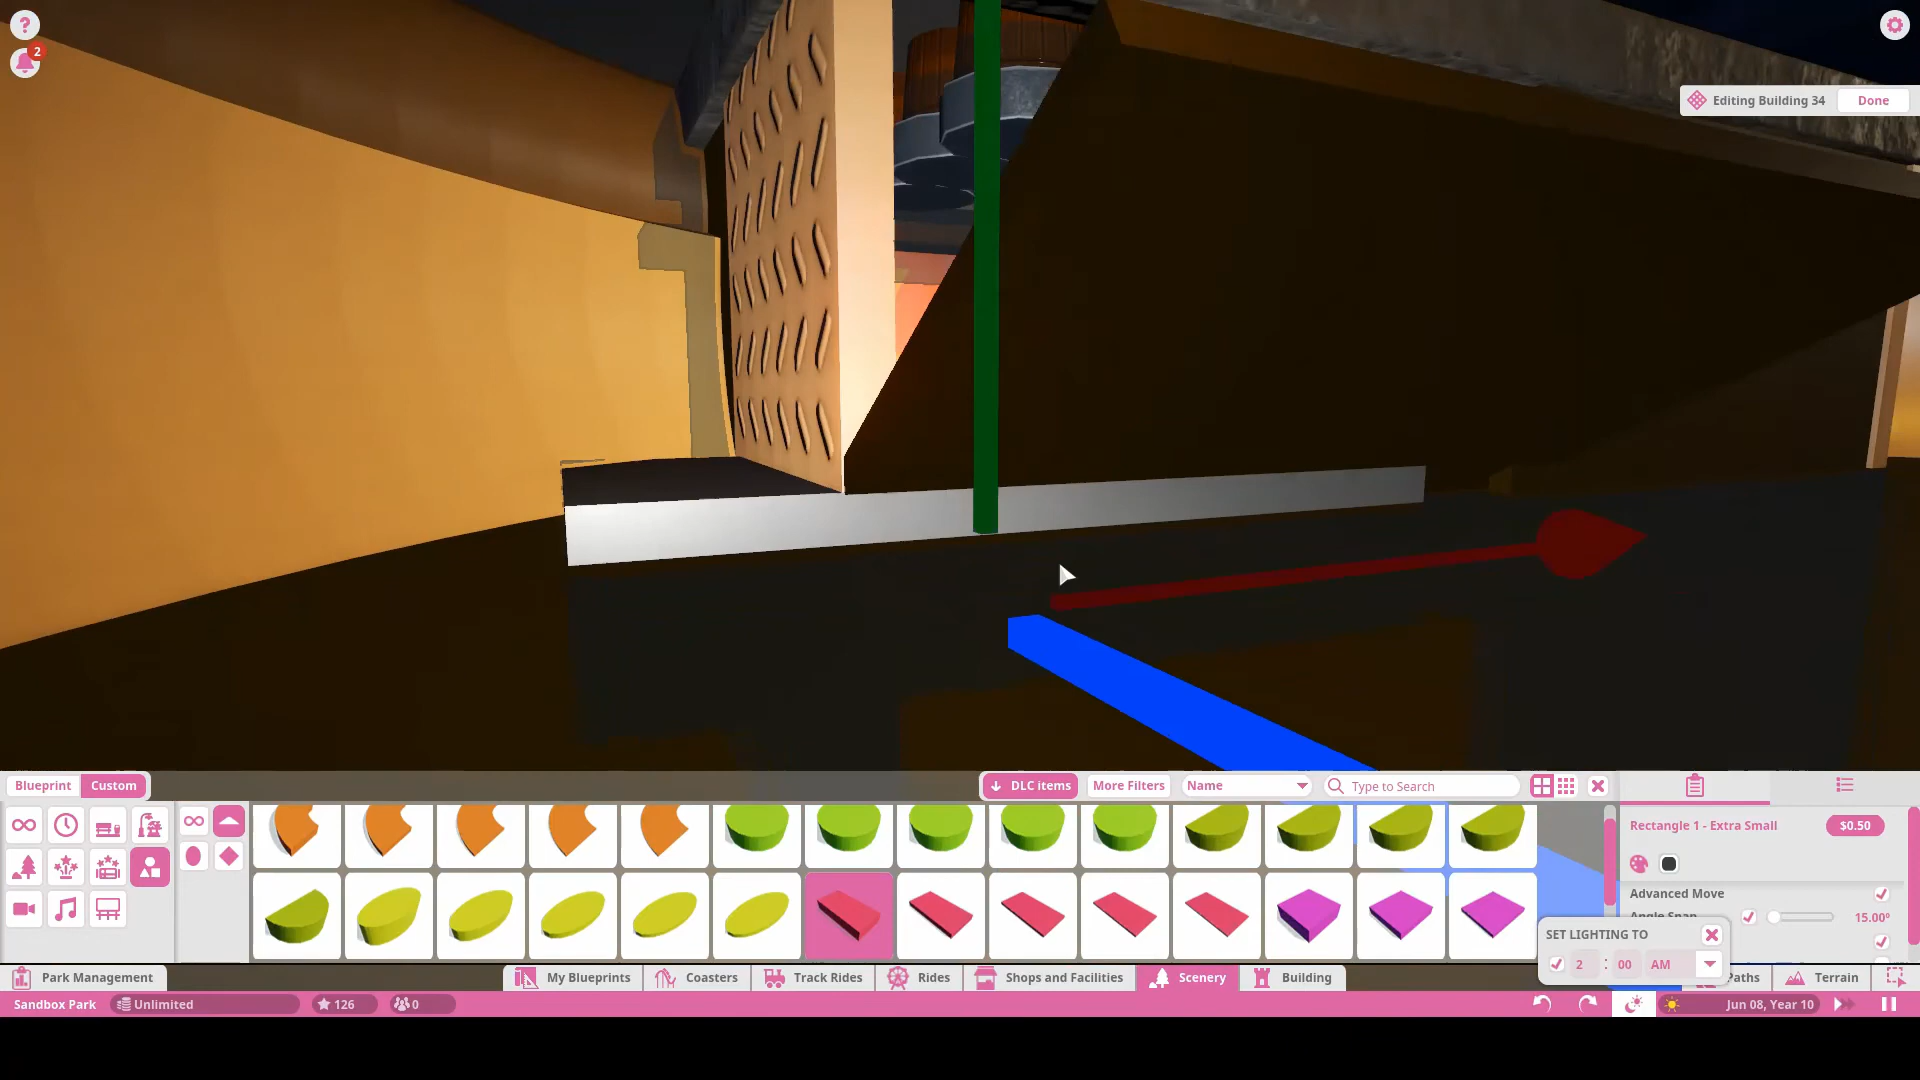 ?
2
Editing Building 34
Done
Blueprint
Custom
DLC items
More Filters
Name
Type to Search
Rectangle 1 - Extra Small
$0.50
Advanced Move
Angle Snap
15.00°
SET LIGHTING TO
2 : 00 AM
Park Management
My Blueprints
Coasters
Track Rides
Rides
Shops and Facilities
Scenery
Building
Paths
Terrain
Sandbox Park
Unlimited
126
0
Jun 08, Year 10